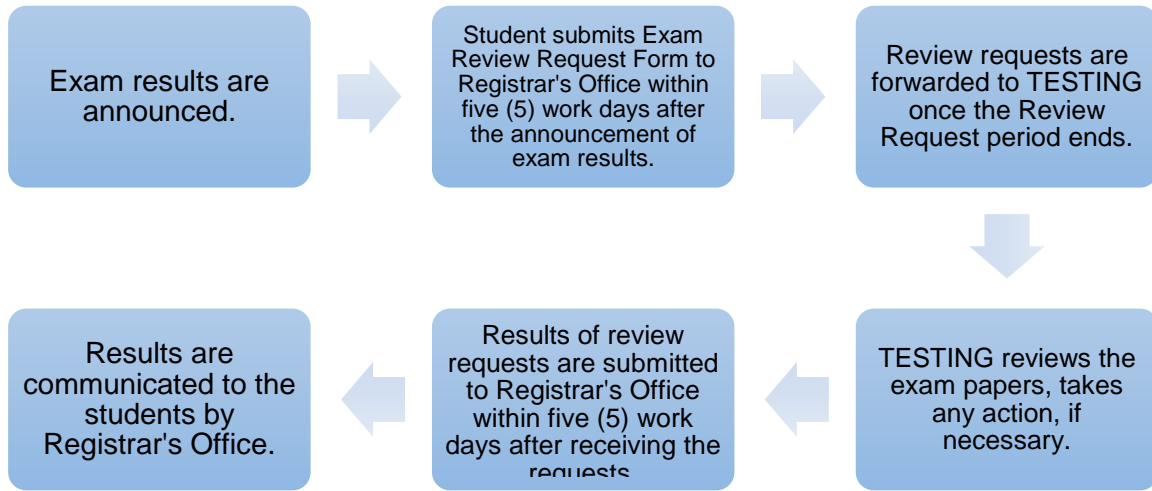 Exam results are
announced.
Student submits Exam
Review Request Form to
Registrar's Office within
five (5) work days after
the announcement of
exam results.
Review requests are
forwarded to TESTING
once the Review
Request period ends.
TESTING reviews the
exam papers, takes
any action, if
necessary.
Results of review
requests are submitted
to Registrar's Office
within five (5) work
days after receiving the
requests
Results are
communicated to the
students by
Registrar's Office.